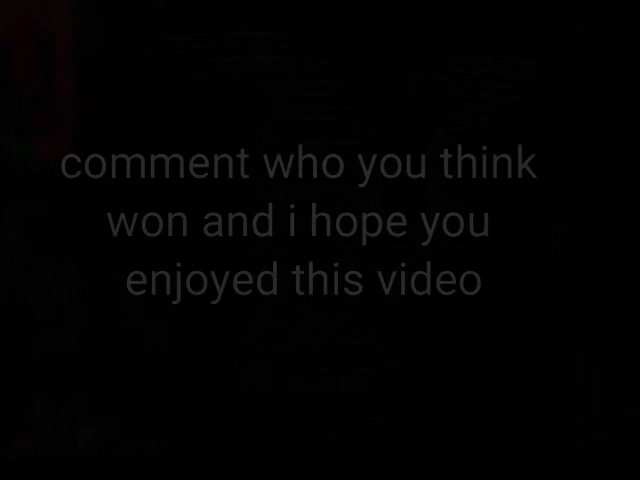 comment who you think
won and i hope you
enjoyed this video